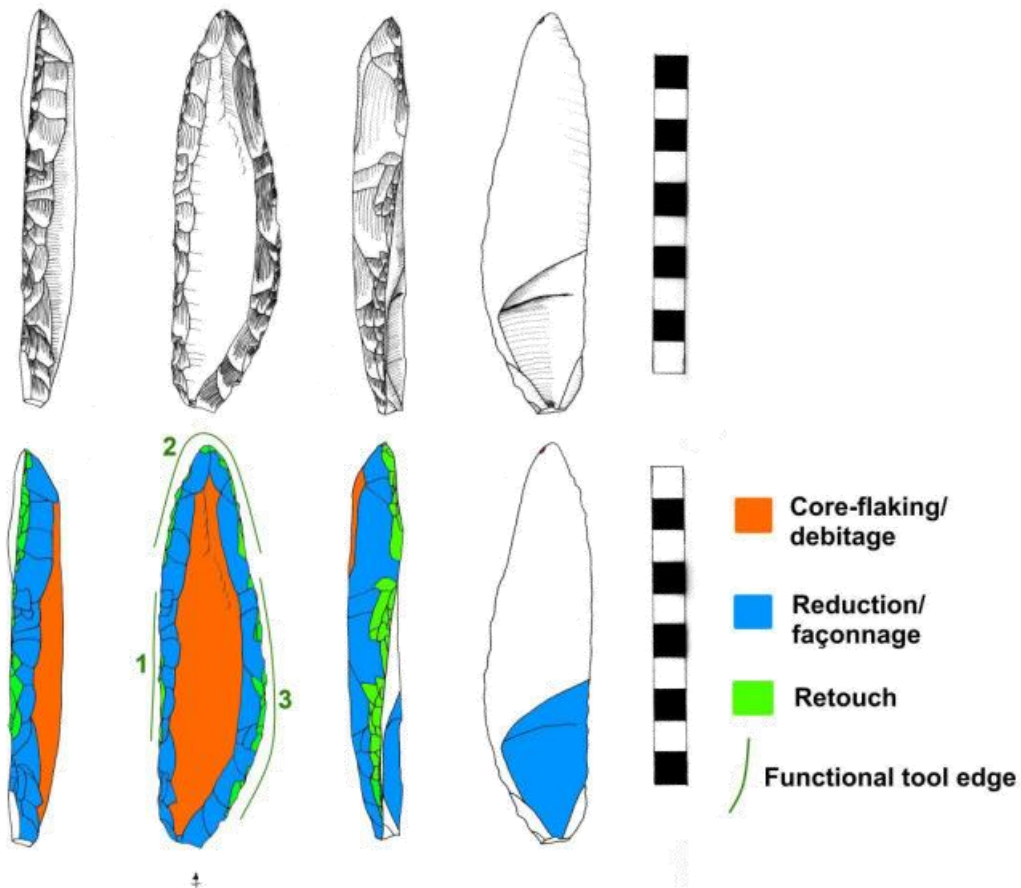 2
1
3
Core-flaking/
debitage
Reduction/
façonnage
Retouch
Functional tool edge